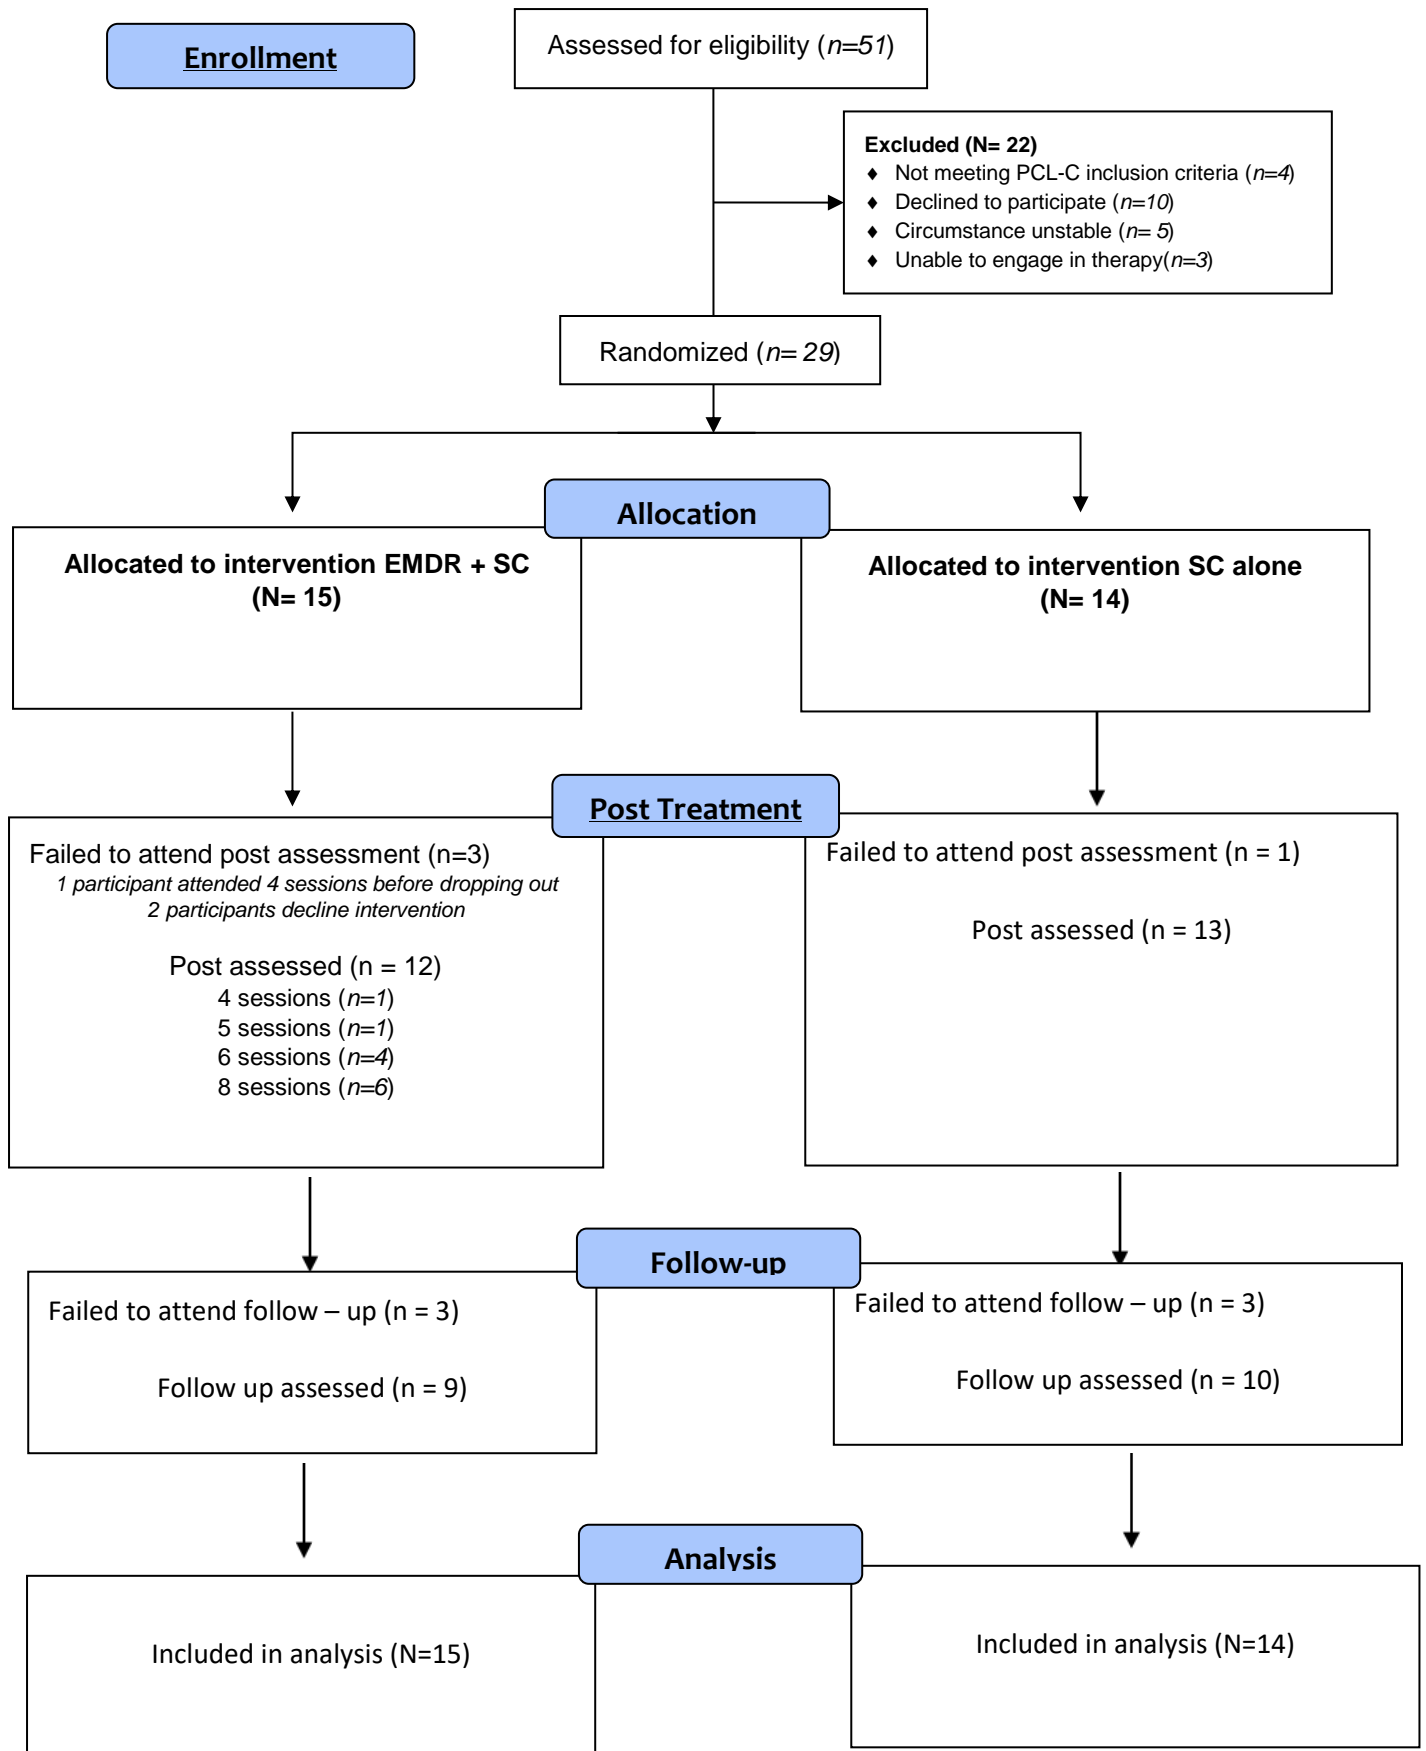 Enrollment
Assessed for eligibility (n=51)
Excluded (N= 22)
♦ Not meeting PCL-C inclusion criteria (n=4)
♦ Declined to participate (n=10)
♦ Circumstance unstable (n= 5)
♦ Unable to engage in therapy(n=3)
Randomized (n= 29)
Allocation
Allocated to intervention EMDR + SC
(N= 15)
Allocated to intervention SC alone
(N= 14)
Post Treatment
Failed to attend post assessment (n=3)
1 participant attended 4 sessions before dropping out
2 participants decline intervention
Post assessed (n = 12)
4 sessions (n=1)
5 sessions (n=1)
6 sessions (n=4)
8 sessions (n=6)
Failed to attend post assessment (n = 1)
Post assessed (n = 13)
Follow-up
Failed to attend follow – up (n = 3)
Follow up assessed (n = 9)
Failed to attend follow – up (n = 3)
Follow up assessed (n = 10)
Analysis
Included in analysis (N=15)
Included in analysis (N=14)